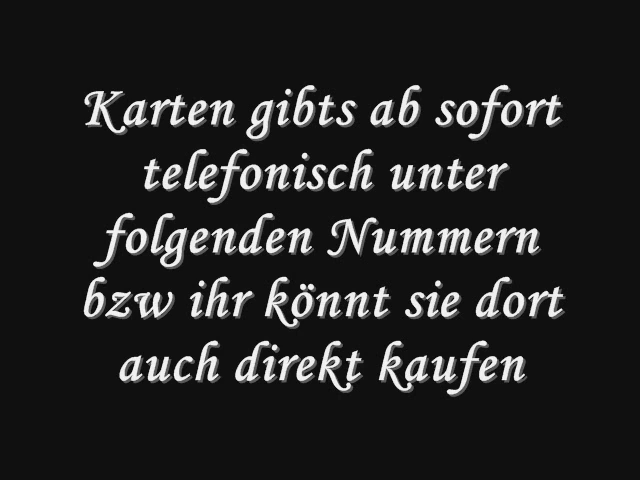 Karten gibts ab sofort
telefonisch unter
folgenden Nummern
bzw ihr könnt sie dort
auch direkt kaufen